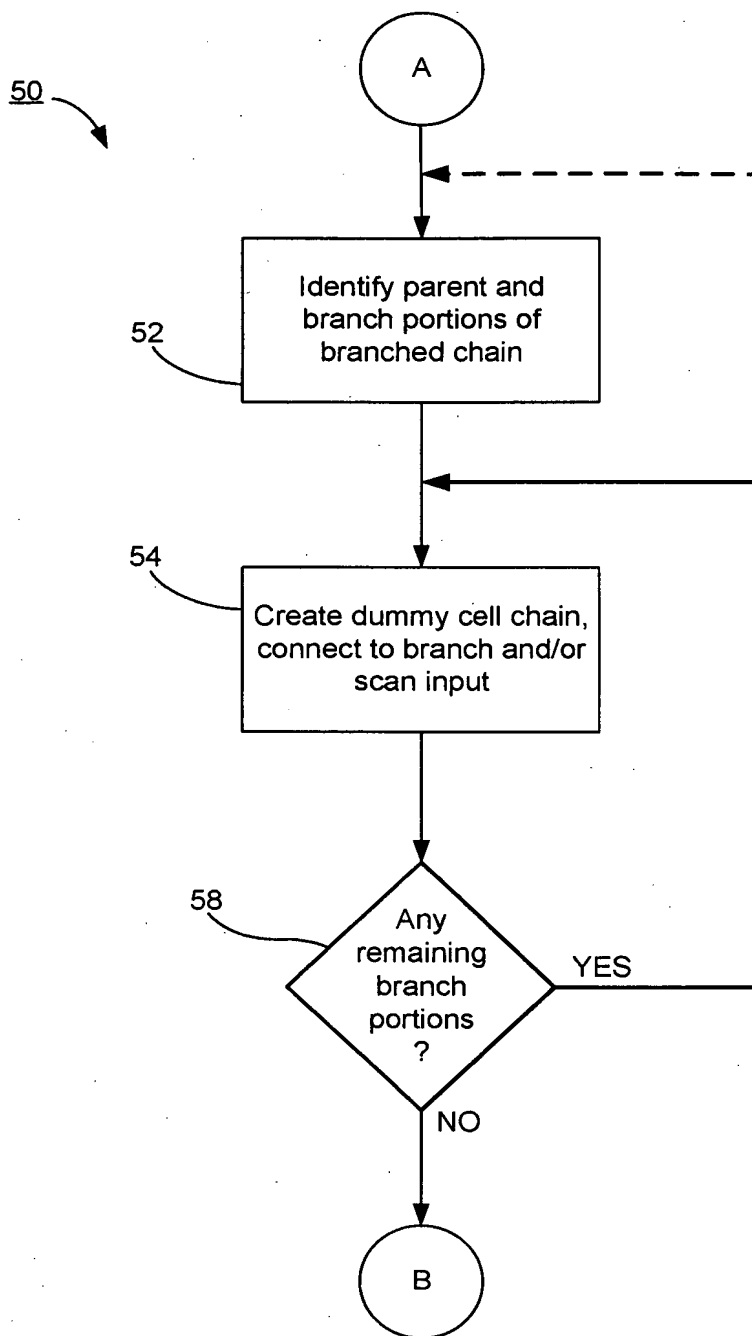 A
50
Identify parent and
branch portions of
branched chain
52
54
Create dummy cell chain,
connect to branch and/or
scan input
58
Any
remaining
branch
portions
?
YES
NO
B